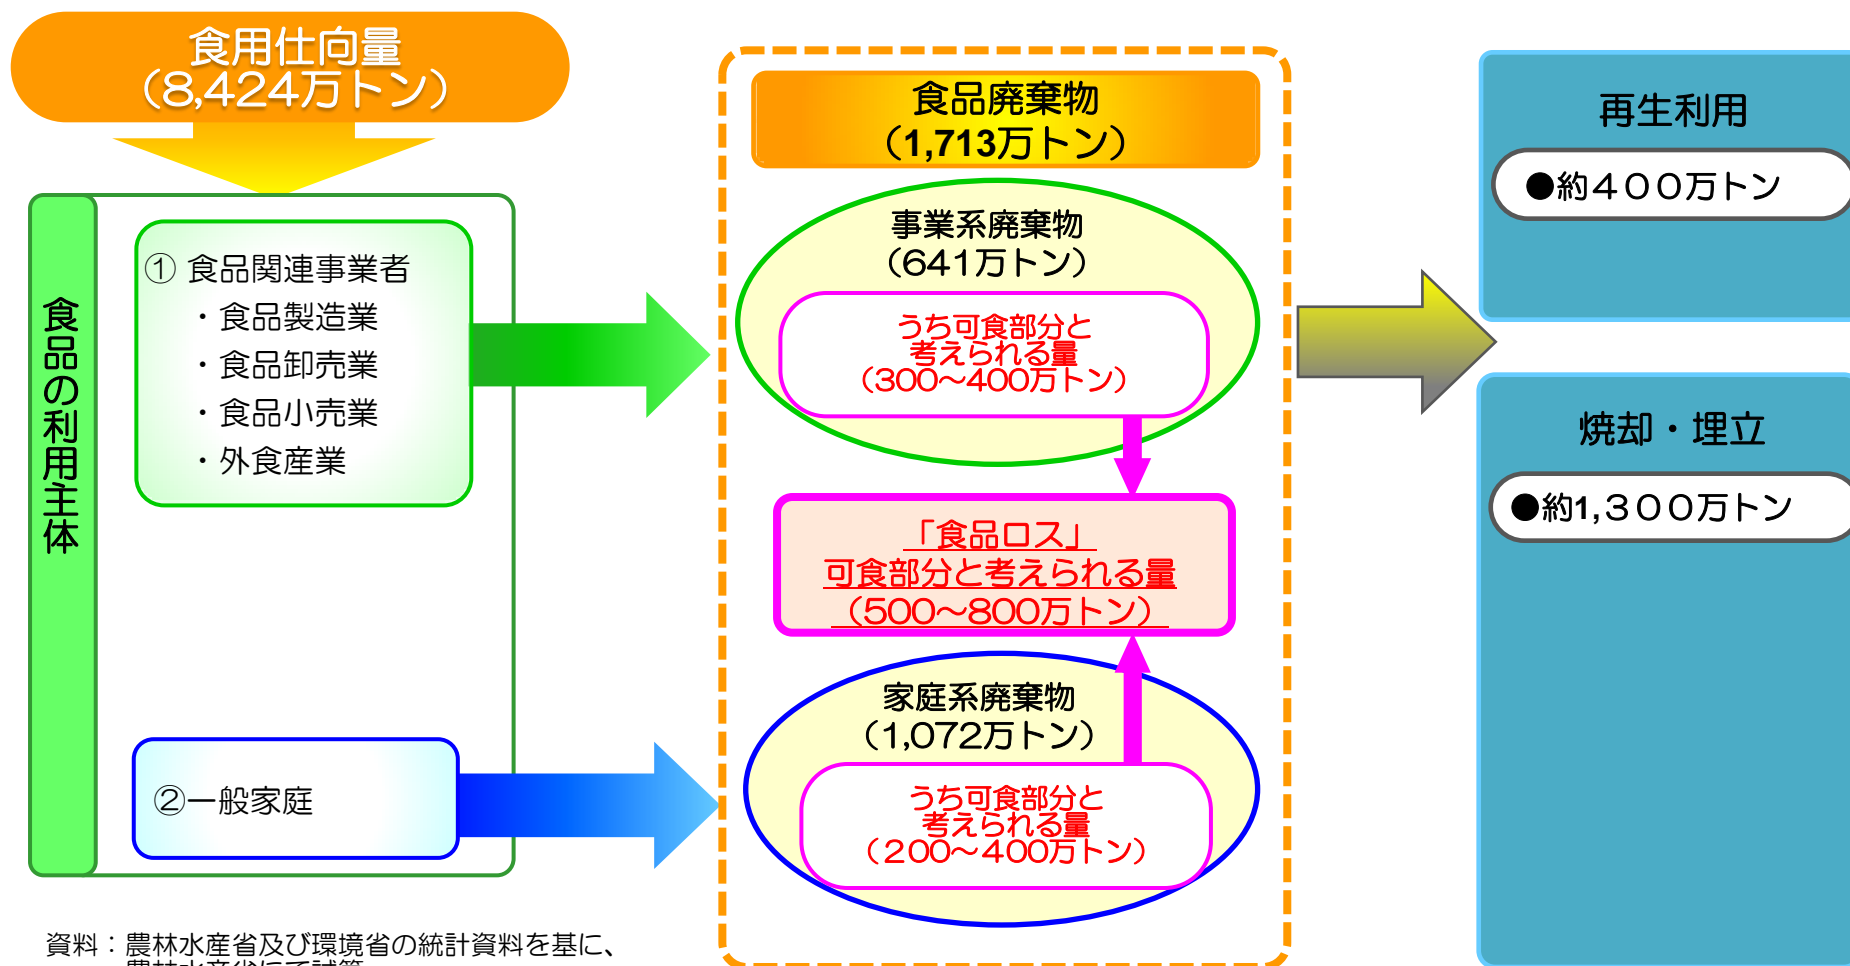 食用仕向量
（8,424万トン）
食品の利用主体
① 食品関連事業者
・食品製造業
・食品卸売業
・食品小売業
・外食産業
②一般家庭
食品廃棄物
（1,713万トン）
事業系廃棄物
（641万トン）
うち可食部分と
考えられる量
（300～400万トン）
「食品ロス」
可食部分と考えられる量
（500～800万トン）
家庭系廃棄物
（1,072万トン）
うち可食部分と
考えられる量
（200～400万トン）
再生利用
●約４００万トン
焼却・埋立
●約1,３００万トン
資料：農林水産省及び環境省の統計資料を基に、
農林水産省にて試算